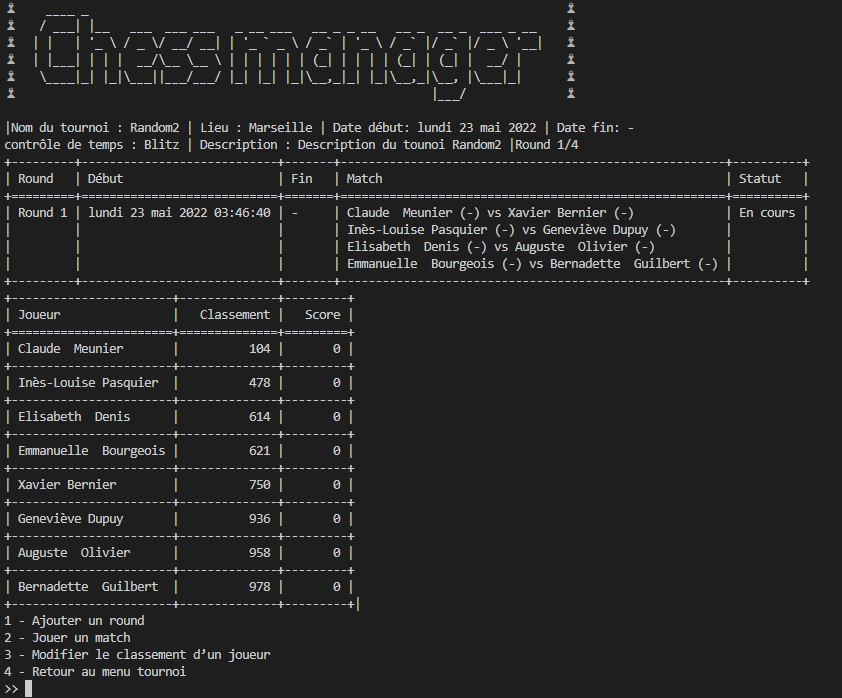 Chessmanager
|Nom du tournoi : Random2 | Lieu : Marseille | Date début: lundi 23 mai 2022 | Date fin: -
contrôle de temps : Blitz | Description : Description du tounoi Random2 |Round 1/4
| Round | Début | Fin | Match | Statut |
| Round 1 | lundi 23 mai 2022 03:46:40 | - | Claude  Meunier (-) vs Xavier Bernier (-) | En cours |
| | | | Inès-Louise Pasquier (-) vs Geneviève Dupuy (-) | |
| | | | Elisabeth  Denis (-) vs Auguste  Olivier (-) | |
| | | | Emmanuelle  Bourgeois (-) vs Bernadette  Guilbert (-) | |
| Joueur | Classement | Score |
| Claude  Meunier | 104 | 0 |
| Inès-Louise Pasquier | 478 | 0 |
| Elisabeth  Denis | 614 | 0 |
| Emmanuelle  Bourgeois | 621 | 0 |
| Xavier Bernier | 750 | 0 |
| Geneviève Dupuy | 936 | 0 |
| Auguste  Olivier | 958 | 0 |
| Bernadette  Guilbert | 978 | 0 |
1 - Ajouter un round
2 - Jouer un match
3 - Modifier le classement d’un joueur
4 - Retour au menu tournoi
>>